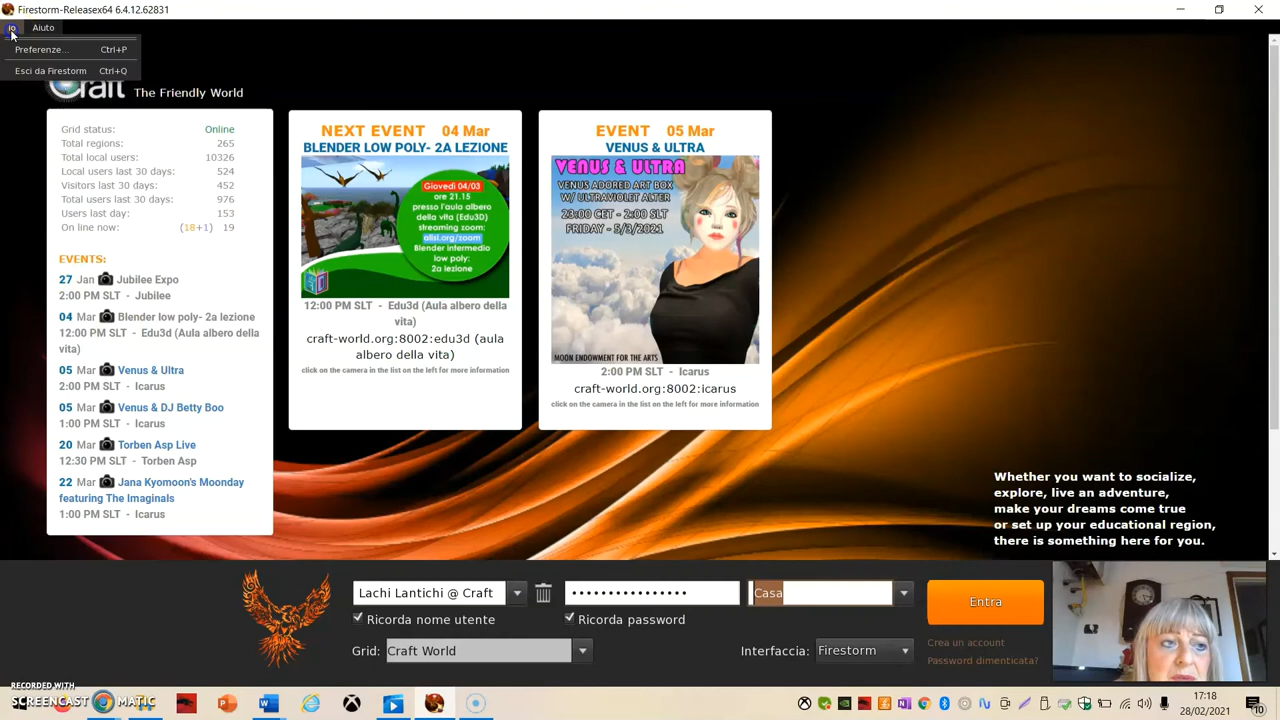 Firestorm-Releasex64 6.4.12.62831
Io Aiuto
Preferenze... Ctrl+P
Esci da Firestorm Ctrl+Q
Craft The Friendly World
Grid status: Online
Total regions: 265
Total local users: 10326
Local users last 30 days: 524
Visitors last 30 days: 452
Total users last 30 days: 976
Users last day: 153
On line now: (18+1) 19
EVENTS:
27 Jan Jubilee Expo
2:00 PM SLT - Jubilee
04 Mar Blender low poly- 2a lezione
12:00 PM SLT - Edu3d (Aula albero della
vita)
05 Mar Venus & Ultra
2:00 PM SLT - Icarus
05 Mar Venus & DJ Betty Boo
1:00 PM SLT - Icarus
20 Mar Torben Asp Live
12:30 PM SLT - Torben Asp
22 Mar Jana Kyomoon's Moonday
featuring The Imaginals
1:00 PM SLT - Icarus
NEXT EVENT 04 Mar
BLENDER LOW POLY- 2A LEZIONE
Giovedì 04/03
ore 21.15
presso l'aula albero
della vita (Edu3D)
streaming zoom:
alisl.org/zoom
Blender intermedio
low poly:
2a lezione
12:00 PM SLT - Edu3d (Aula albero della
vita)
craft-world.org:8002:edu3d (aula
albero della vita)
click on the camera in the list on the left for more information
EVENT 05 Mar
VENUS & ULTRA
VENUS & ULTRA
VENUS ADORED ART BOX
W/ ULTRAVIOLET ALTER
23:00 CET - 2:00 SLT
FRIDAY - 5/3/2021
MOON ENDOWMENT FOR THE ARTS
2:00 PM SLT - Icarus
craft-world.org:8002:icarus
click on the camera in the list on the left for more information
Whether you want to socialize,
explore, live an adventure,
make your dreams come true
or set up your educational region,
there is something here for you.
Lachi Lantichi @ Craft
Casa
Entra
Ricorda nome utente
Ricorda password
Crea un account
Grid: Craft World
Interfaccia: Firestorm
Password dimenticata?
RECORDED WITH
SCREENCAST MATIC
17:18
28/02/2021
10